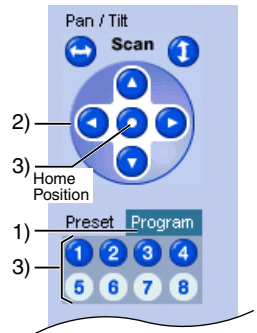 Pan / Tilt
Scan
2)
3)
Home
Position
1)
Preset Program
3)
1 2 3 4
5 6 7 8